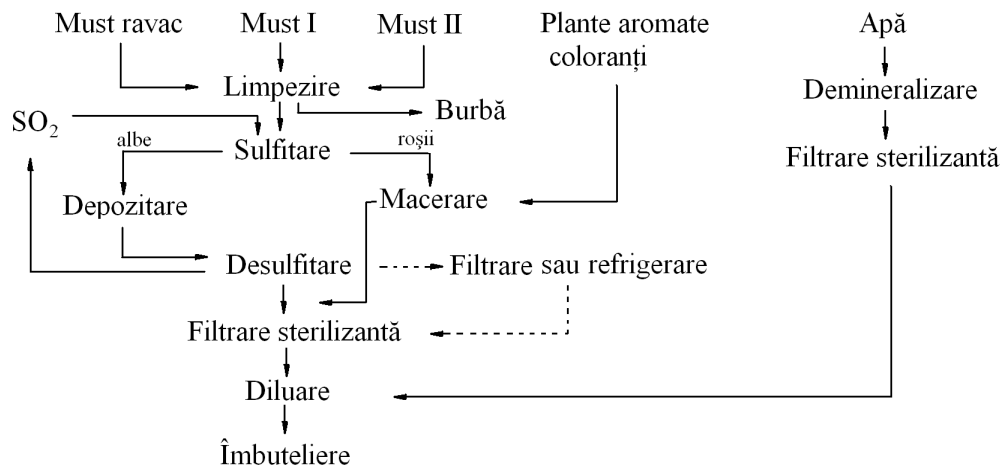 Must ravac
Must I
Must II
Plante aromate
coloranți
Apă
Limpezire
Demineralizare
Burbă
SO2
albe
Sulfitare
roșii
Filtrare sterilizantă
Depozitare
Macerare
Desulfitare
Filtrare sau refrigerare
Filtrare sterilizantă
Diluare
Îmbuteliere